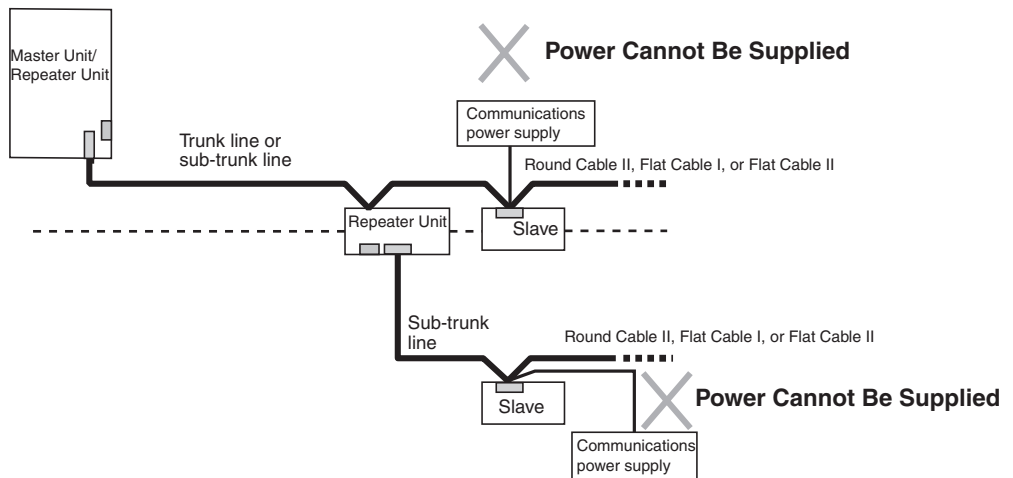 Master Unit/
Repeater Unit
Power Cannot Be Supplied
Communications
power supply
Trunk line or
sub-trunk line
Round Cable II, Flat Cable I, or Flat Cable II
Repeater Unit
Slave
Sub-trunk
line
Round Cable II, Flat Cable I, or Flat Cable II
Slave
Power Cannot Be Supplied
Communications
power supply